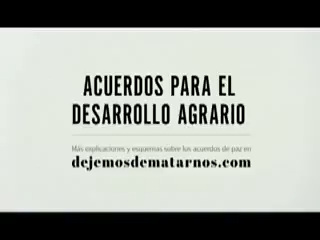 ACUERDOS PARA EL
DESARROLLO AGRARIO
Más explicaciones y esquemas sobre los acuerdos de paz en
dejemosdematarnos.com